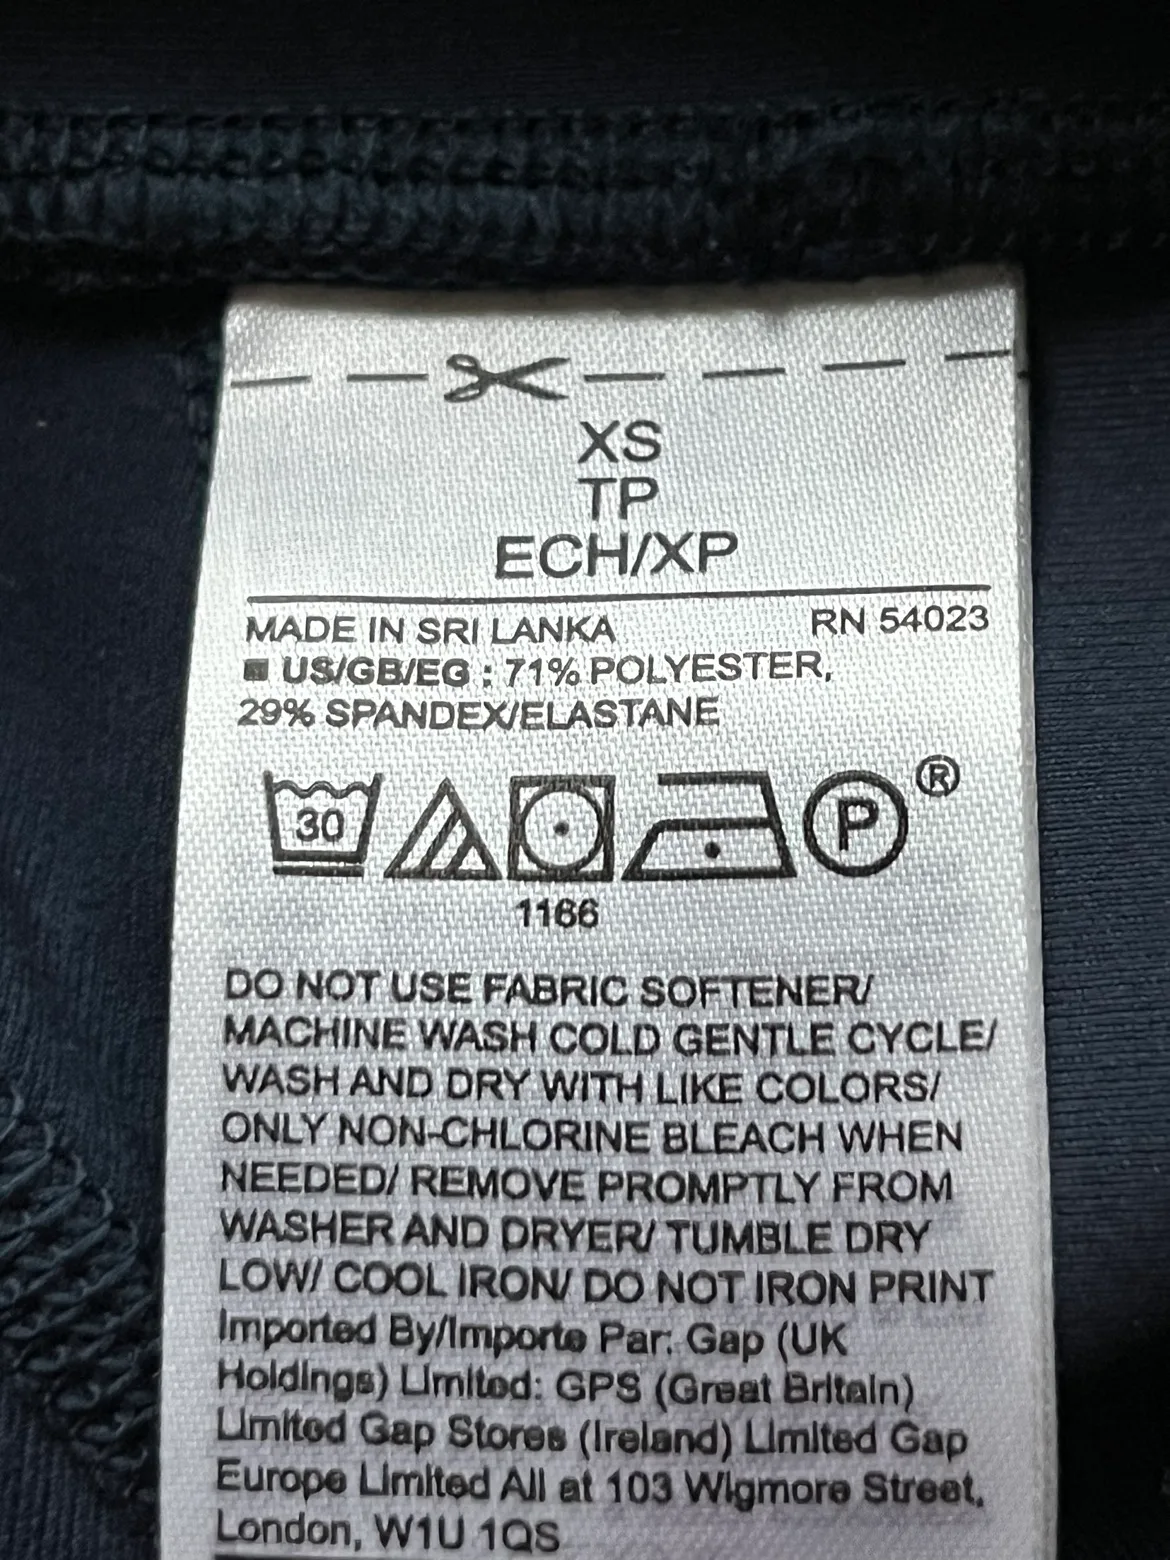 XS
TP
ECH/XP
MADE IN SRI LANKA RN 54023
■ US/GB/EG : 71% POLYESTER,
29% SPANDEX/ELASTANE
30 P ®
1166
DO NOT USE FABRIC SOFTENER/
MACHINE WASH COLD GENTLE CYCLE/
WASH AND DRY WITH LIKE COLORS/
ONLY NON-CHLORINE BLEACH WHEN
NEEDED/ REMOVE PROMPTLY FROM
WASHER AND DRYER/ TUMBLE DRY
LOW/ COOL IRON/ DO NOT IRON PRINT
Imported By/Importe Par: Gap (UK
Holdings) Limited: GPS (Great Britain)
Limited Gap Stores (Ireland) Limited Gap
Europe Limited All at 103 Wigmore Street,
London, W1U 1QS